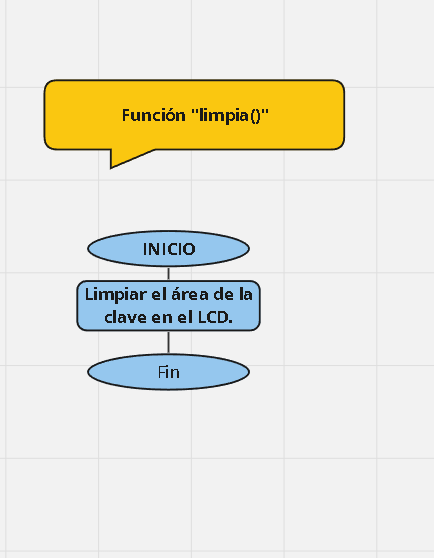 Función "limpia()"
INICIO
Limpiar el área de la
clave en el LCD.
Fin